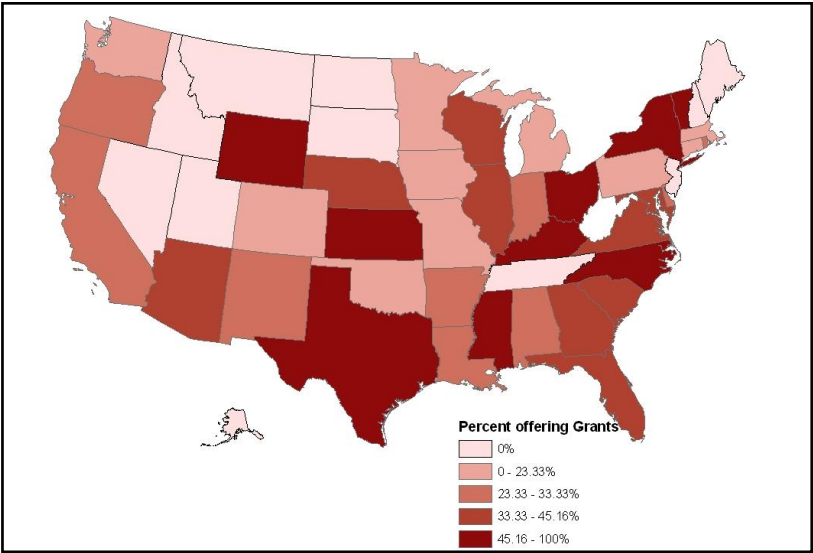 Percent offering Grants
0%
0 - 23.33%
23.33 - 33.33%
33.33 - 45.16%
45.16 - 100%